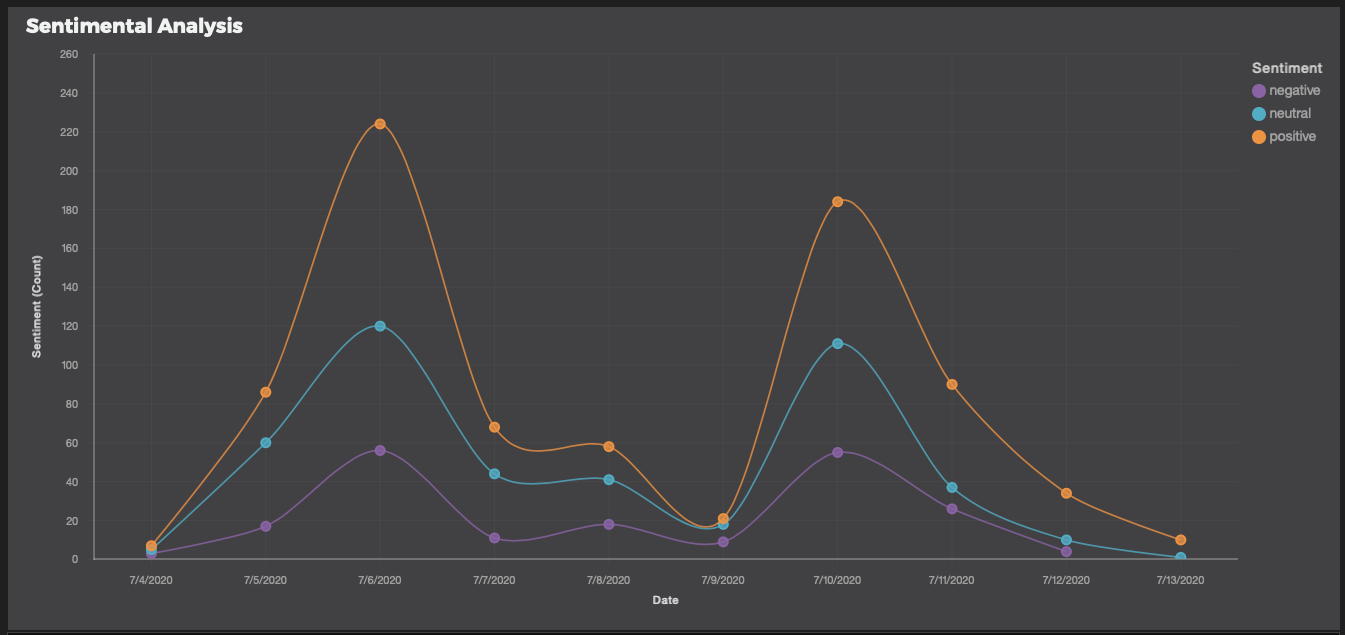 Sentimental Analysis
260
240
220
200
180
160
140
120
100
80
60
40
20
0
Sentiment (Count)
7/4/2020 7/5/2020 7/6/2020 7/7/2020 7/8/2020 7/9/2020 7/10/2020 7/11/2020 7/12/2020 7/13/2020
Date
Sentiment
negative
neutral
positive